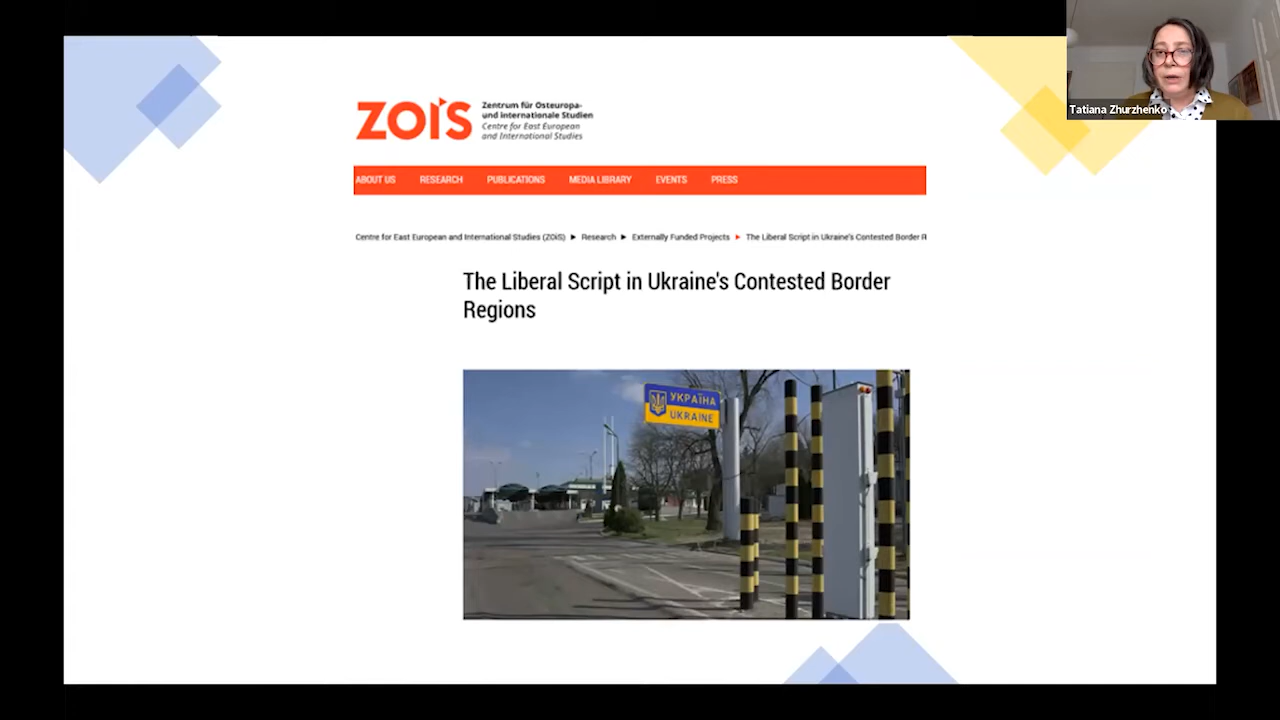 Tatiana Zhurzhenko
ZOiS
Zentrum für Osteuropa-
und internationale Studien
Centre for East European
and International Studies
ABOUT US RESEARCH PUBLICATIONS MEDIA LIBRARY EVENTS PRESS
Centre for East European and International Studies (ZOiS) ► Research ► Externally Funded Projects ► The Liberal Script in Ukraine's Contested Border R
The Liberal Script in Ukraine's Contested Border
Regions
УКРАЇНА
UKRAINE